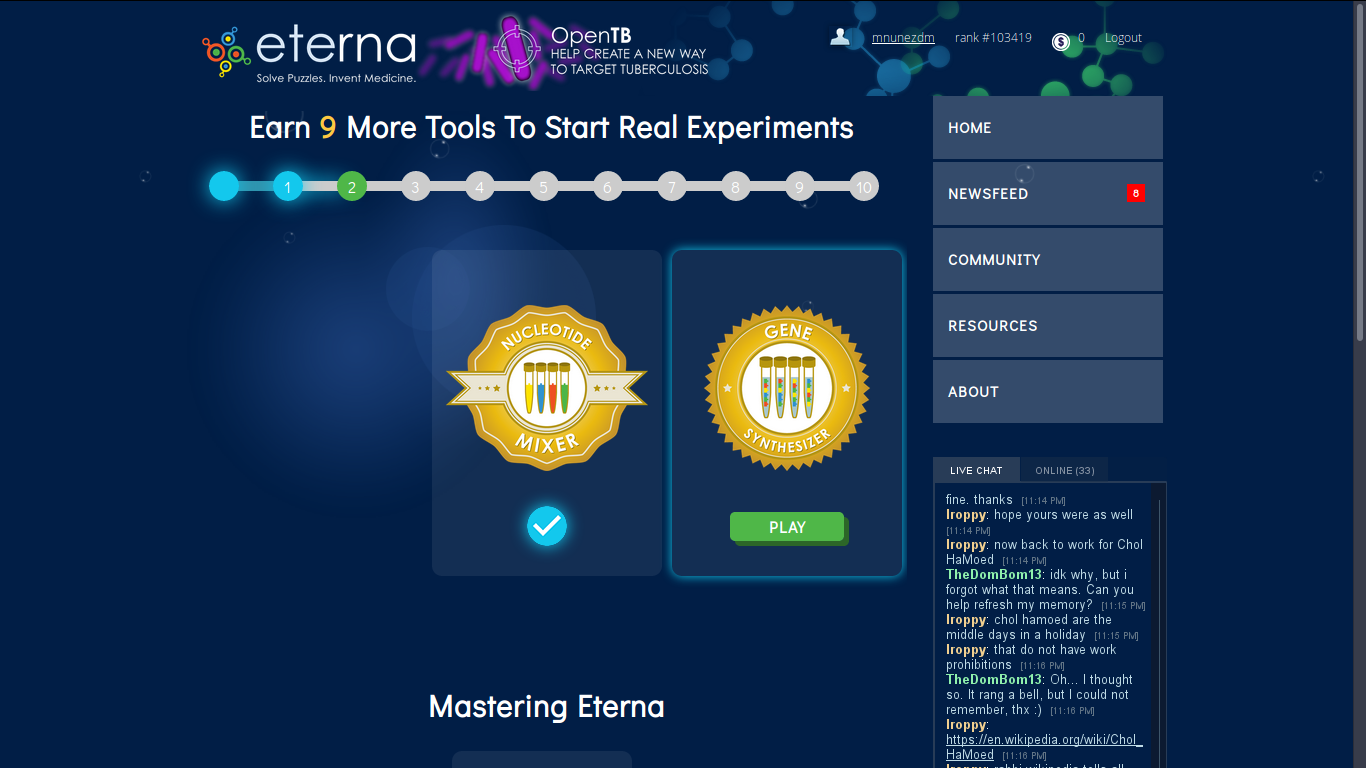 eterna
Solve Puzzles. Invent Medicine.
OpenTB
HELP CREATE A NEW WAY
TO TARGET TUBERCULOSIS
mnunezdm rank #103419 $ 0 Logout
Earn 9 More Tools To Start Real Experiments
1 2 3 4 5 6 7 8 9 10
NUCLEOTIDE
MIXER
GENE
SYNTHESIZER
PLAY
Mastering Eterna
HOME
NEWSFEED 8
COMMUNITY
RESOURCES
ABOUT
LIVE CHAT ONLINE (33)
fine. thanks [11:14 PM]
Iroppy: hope yours were as well
[11:14 PM]
Iroppy: now back to work for Chol
HaMoed [11:14 PM]
TheDomBom13: idk why, but i
forgot what that means. Can you
help refresh my memory? [11:15 PM]
Iroppy: chol hamoed are the
middle days in a holiday [11:15 PM]
Iroppy: that do not have work
prohibitions [11:16 PM]
TheDomBom13: Oh... I thought
so. It rang a bell, but I could not
remember, thx :) [11:16 PM]
Iroppy:
https://en.wikipedia.org/wiki/Chol_
HaMoed [11:16 PM]